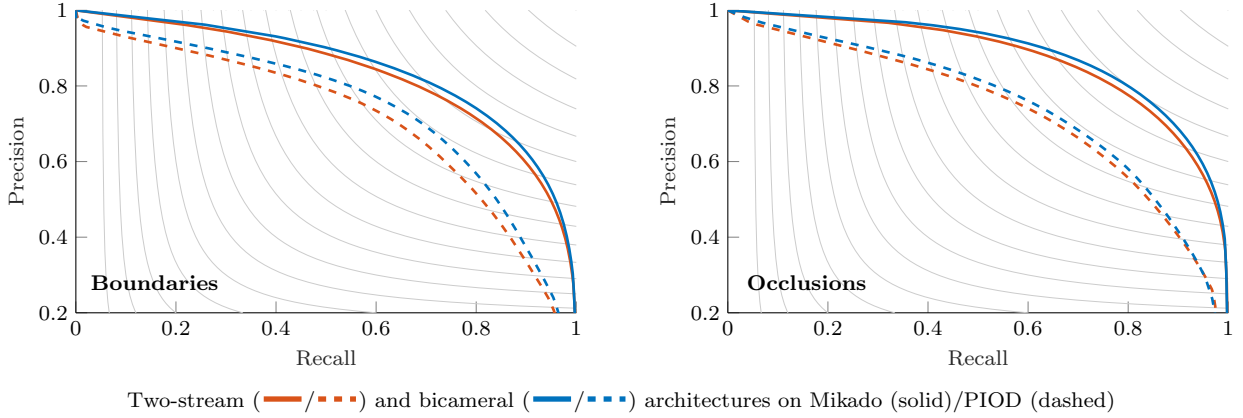 1
0.8
0.6
0.4
0.2
Precision
Boundaries
0 0.2 0.4 0.6 0.8 1
Recall
1
0.8
0.6
0.4
0.2
Precision
Occlusions
0 0.2 0.4 0.6 0.8 1
Recall
Two-stream ( / ) and bicameral ( / ) architectures on Mikado (solid)/PIOD (dashed)